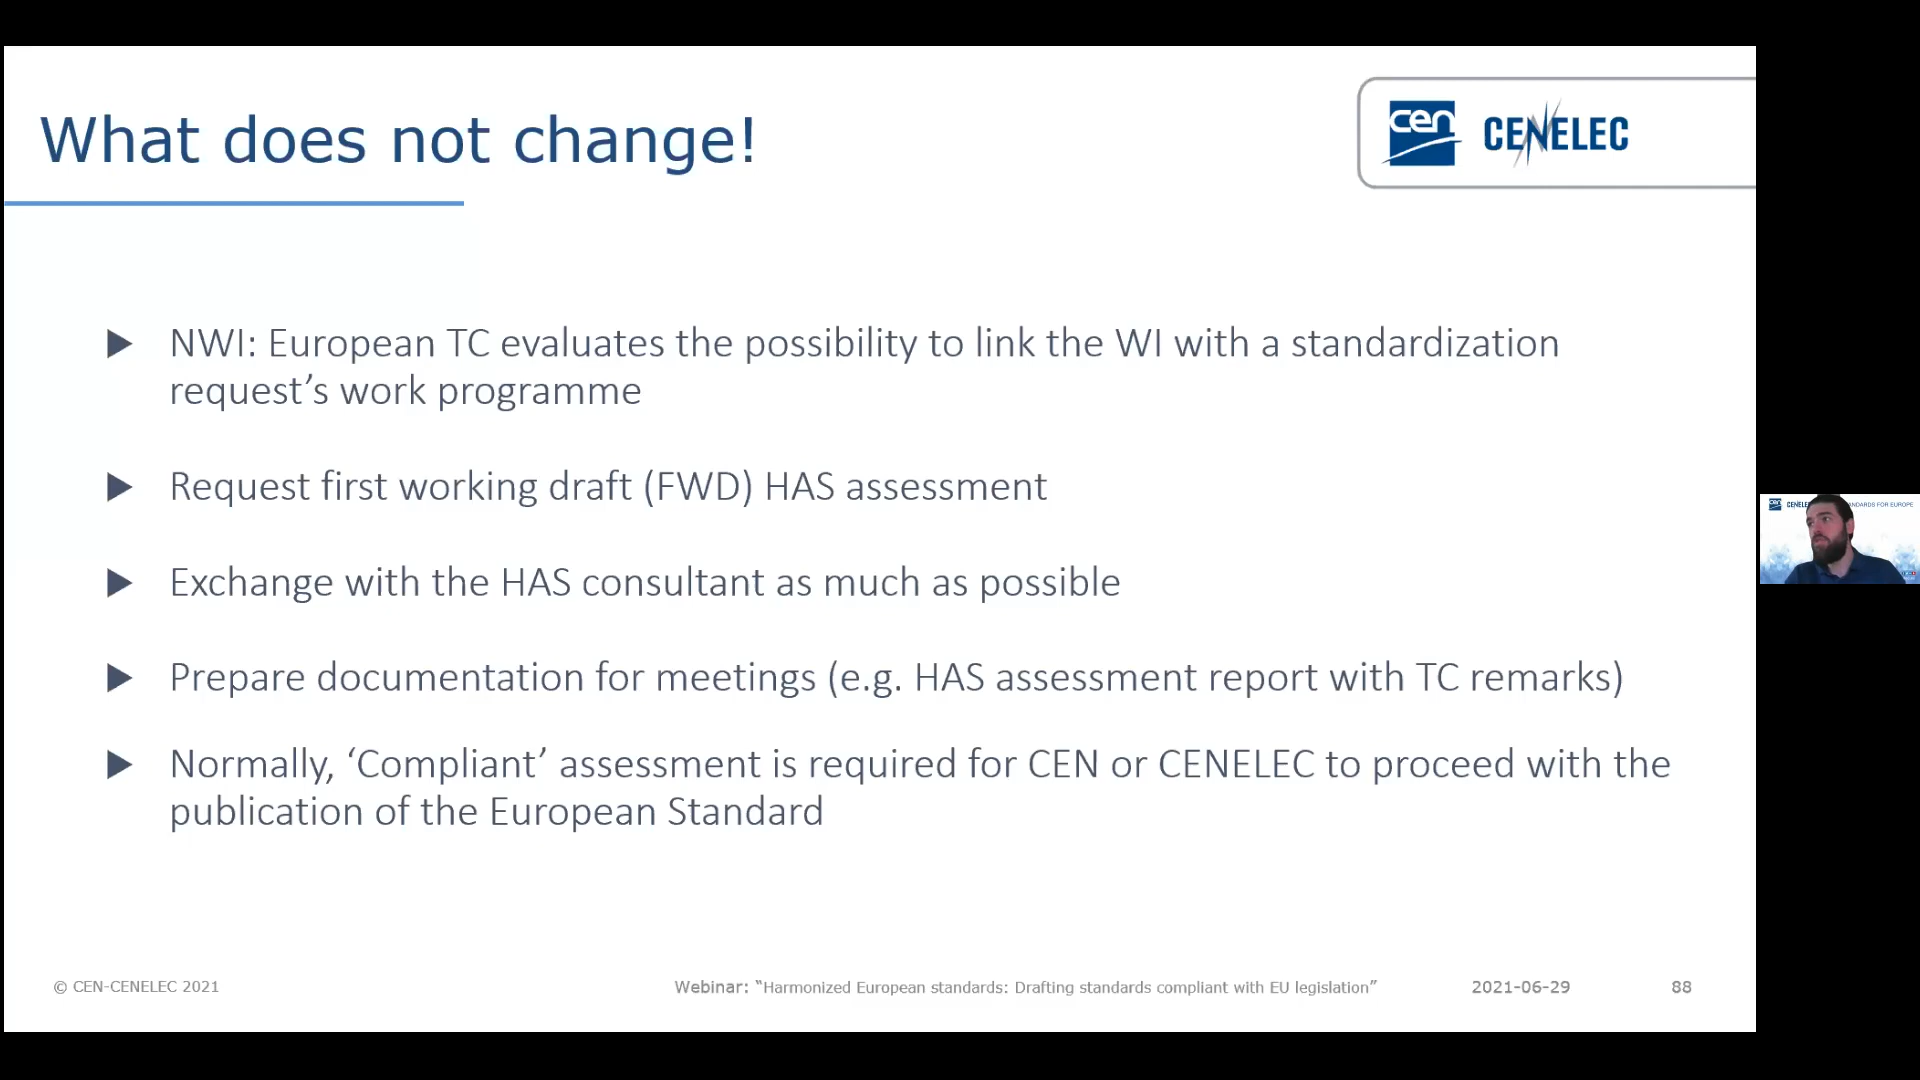 What does not change!
cen
CENELEC
NWI: European TC evaluates the possibility to link the WI with a standardization
request’s work programme
Request first working draft (FWD) HAS assessment
Exchange with the HAS consultant as much as possible
Prepare documentation for meetings (e.g. HAS assessment report with TC remarks)
Normally, ‘Compliant’ assessment is required for CEN or CENELEC to proceed with the
publication of the European Standard
© CEN-CENELEC 2021
Webinar: “Harmonized European standards: Drafting standards compliant with EU legislation”
2021-06-29
88